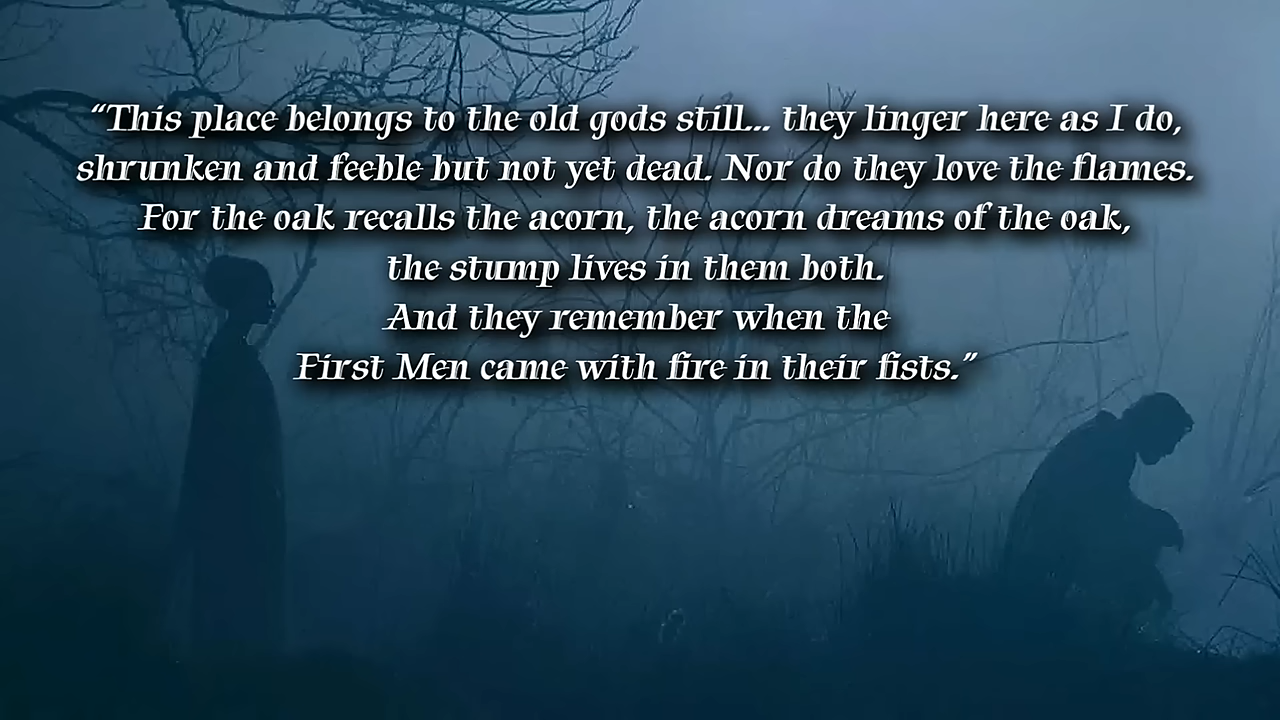 “This place belongs to the old gods still... they linger here as I do,
shrunken and feeble but not yet dead. Nor do they love the flames.
For the oak recalls the acorn, the acorn dreams of the oak,
the stump lives in them both.
And they remember when the
First Men came with fire in their fists.”